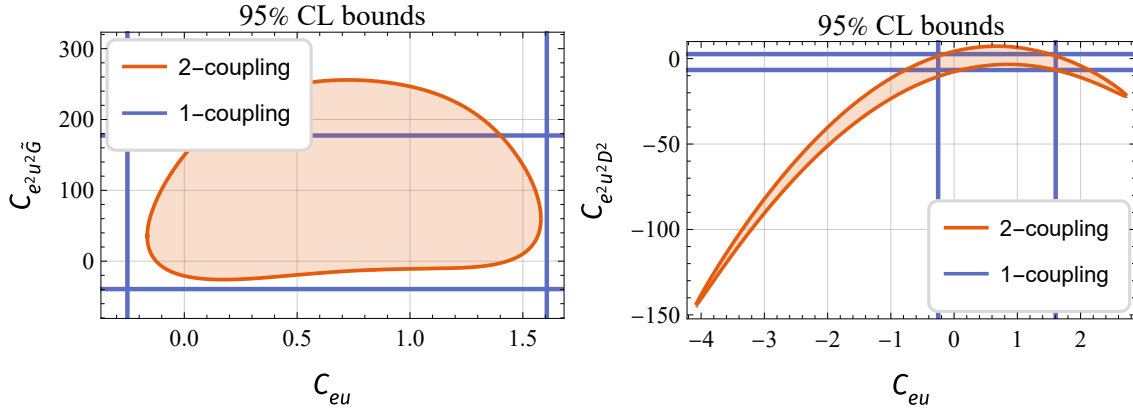 95% CL bounds
300
200
100
0
C_{e^2u^2\tilde{G}}
2−coupling
1−coupling
0.0
0.5
1.0
1.5
C_{eu}
95% CL bounds
0
−50
−100
−150
C_{e^2u^2D^2}
2−coupling
1−coupling
−4
−3
−2
−1
0
1
2
C_{eu}